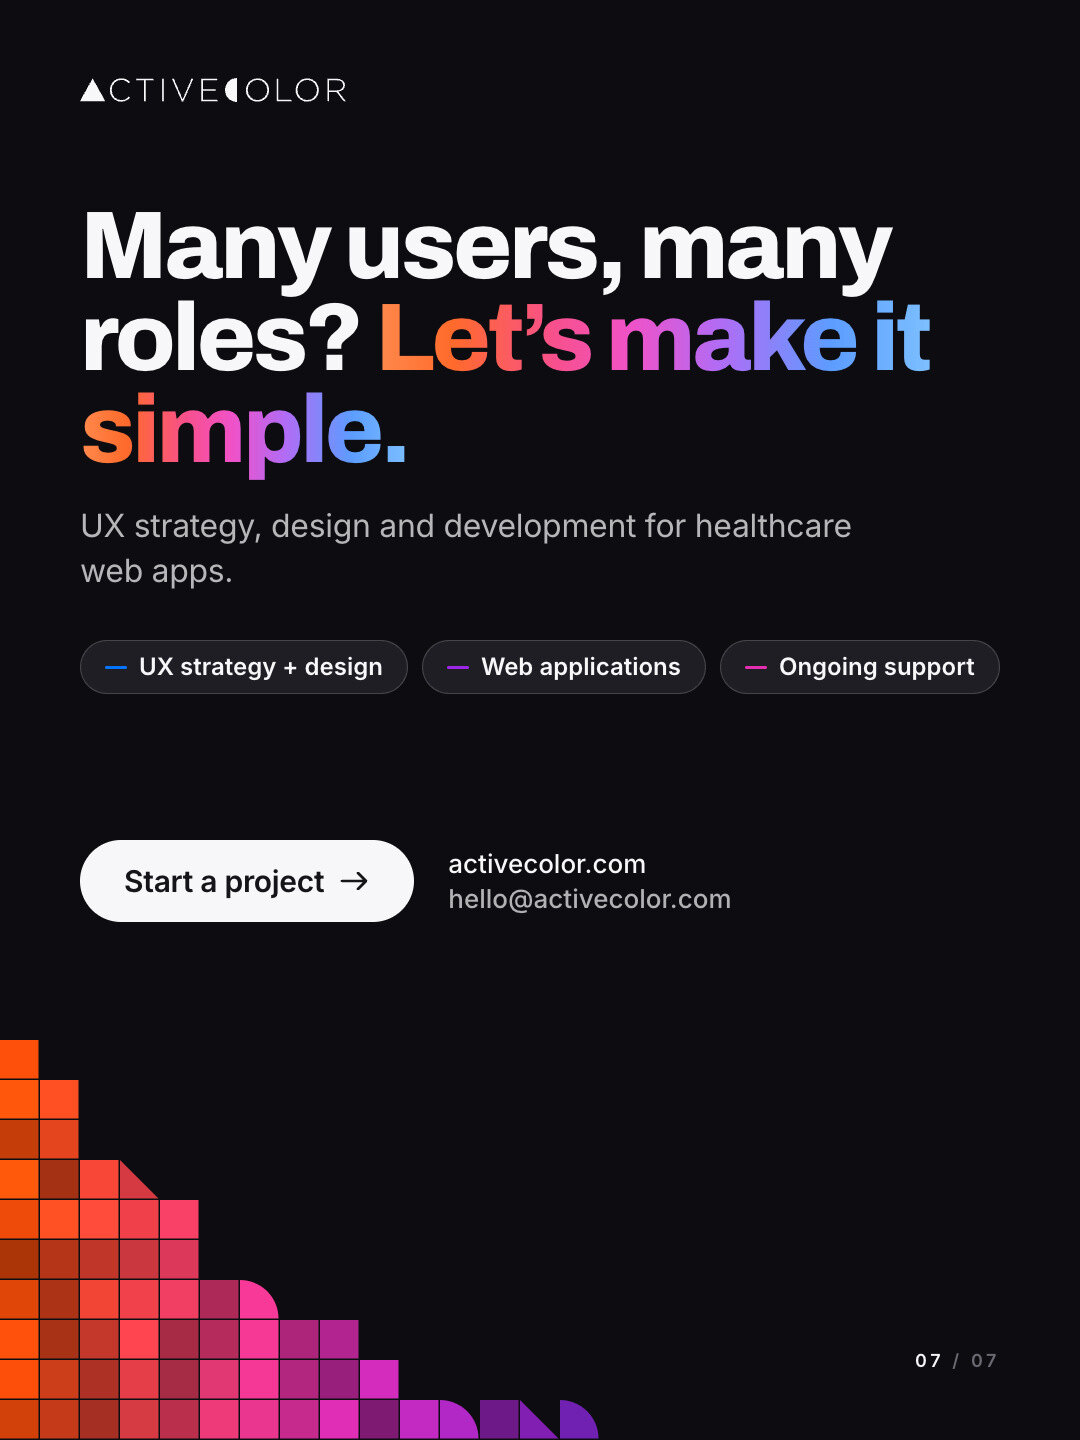 ACTIVECOLOR
Many users, many
roles? Let’s make it
simple.
UX strategy, design and development for healthcare
web apps.
UX strategy + design
Web applications
Ongoing support
Start a project →
activecolor.com
hello@activecolor.com
07 / 07